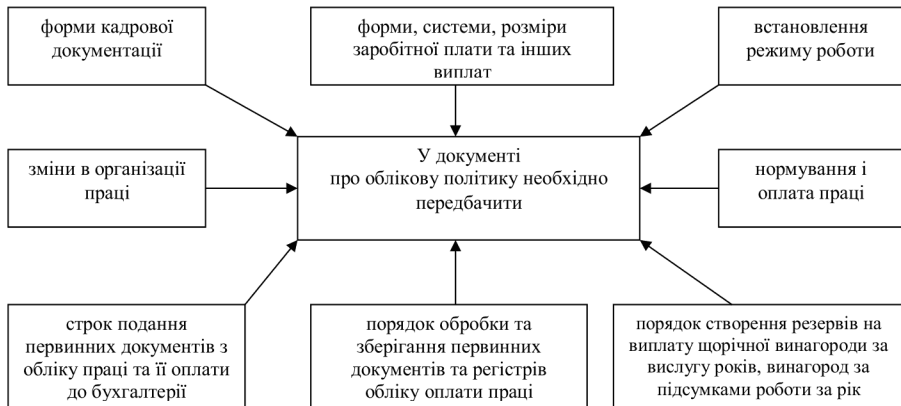 форми кадрової
документації
форми, системи, розміри
заробітної плати та інших
виплат
встановлення
режиму роботи
зміни в організації
праці
У документі
про облікову політику необхідно
передбачити
нормування і
оплата праці
строк подання
первинних документів з
обліку праці та її оплати
до бухгалтерії
порядок обробки та
зберігання первинних
документів та регістрів
обліку оплати праці
порядок створення резервів на
виплату щорічної винагороди за
вислугу років, винагород за
підсумками роботи за рік